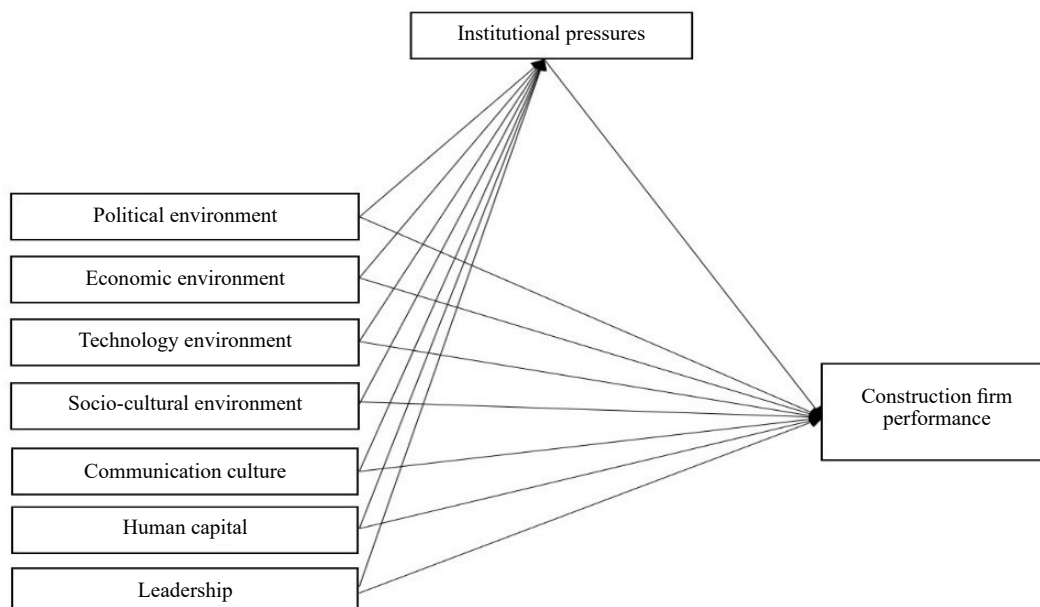 Institutional pressures
Political environment
Economic environment
Technology environment
Socio-cultural environment
Communication culture
Human capital
Leadership
Construction firm
performance